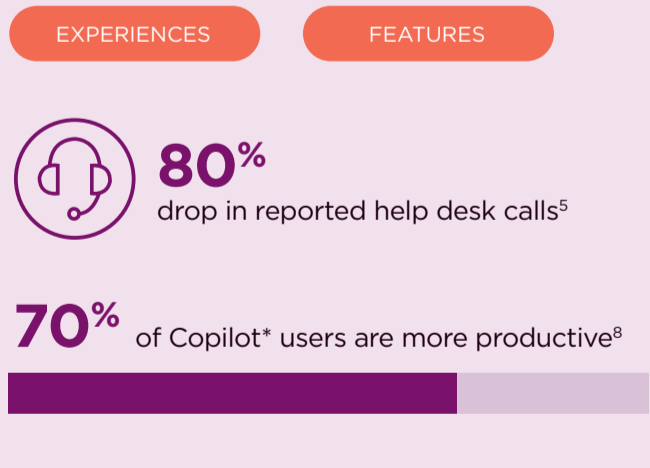 EXPERIENCES
FEATURES
80%
drop in reported help desk calls⁵
70% of Copilot* users are more productive⁸